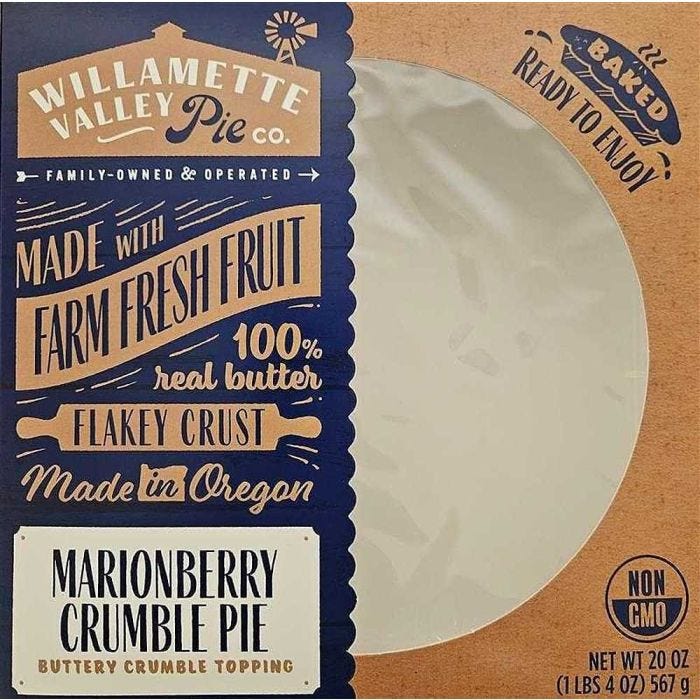 WILLAMETTE
VALLEY Pie CO.
FAMILY-OWNED & OPERATED
MADE WITH
FARM FRESH FRUIT
100%
real butter
FLAKEY CRUST
Made in Oregon
MARIONBERRY
CRUMBLE PIE
BUTTERY CRUMBLE TOPPING
BAKED
READY TO ENJOY
NON
GMO
NET WT 20 OZ
(1 LBS 4 OZ) 567 g